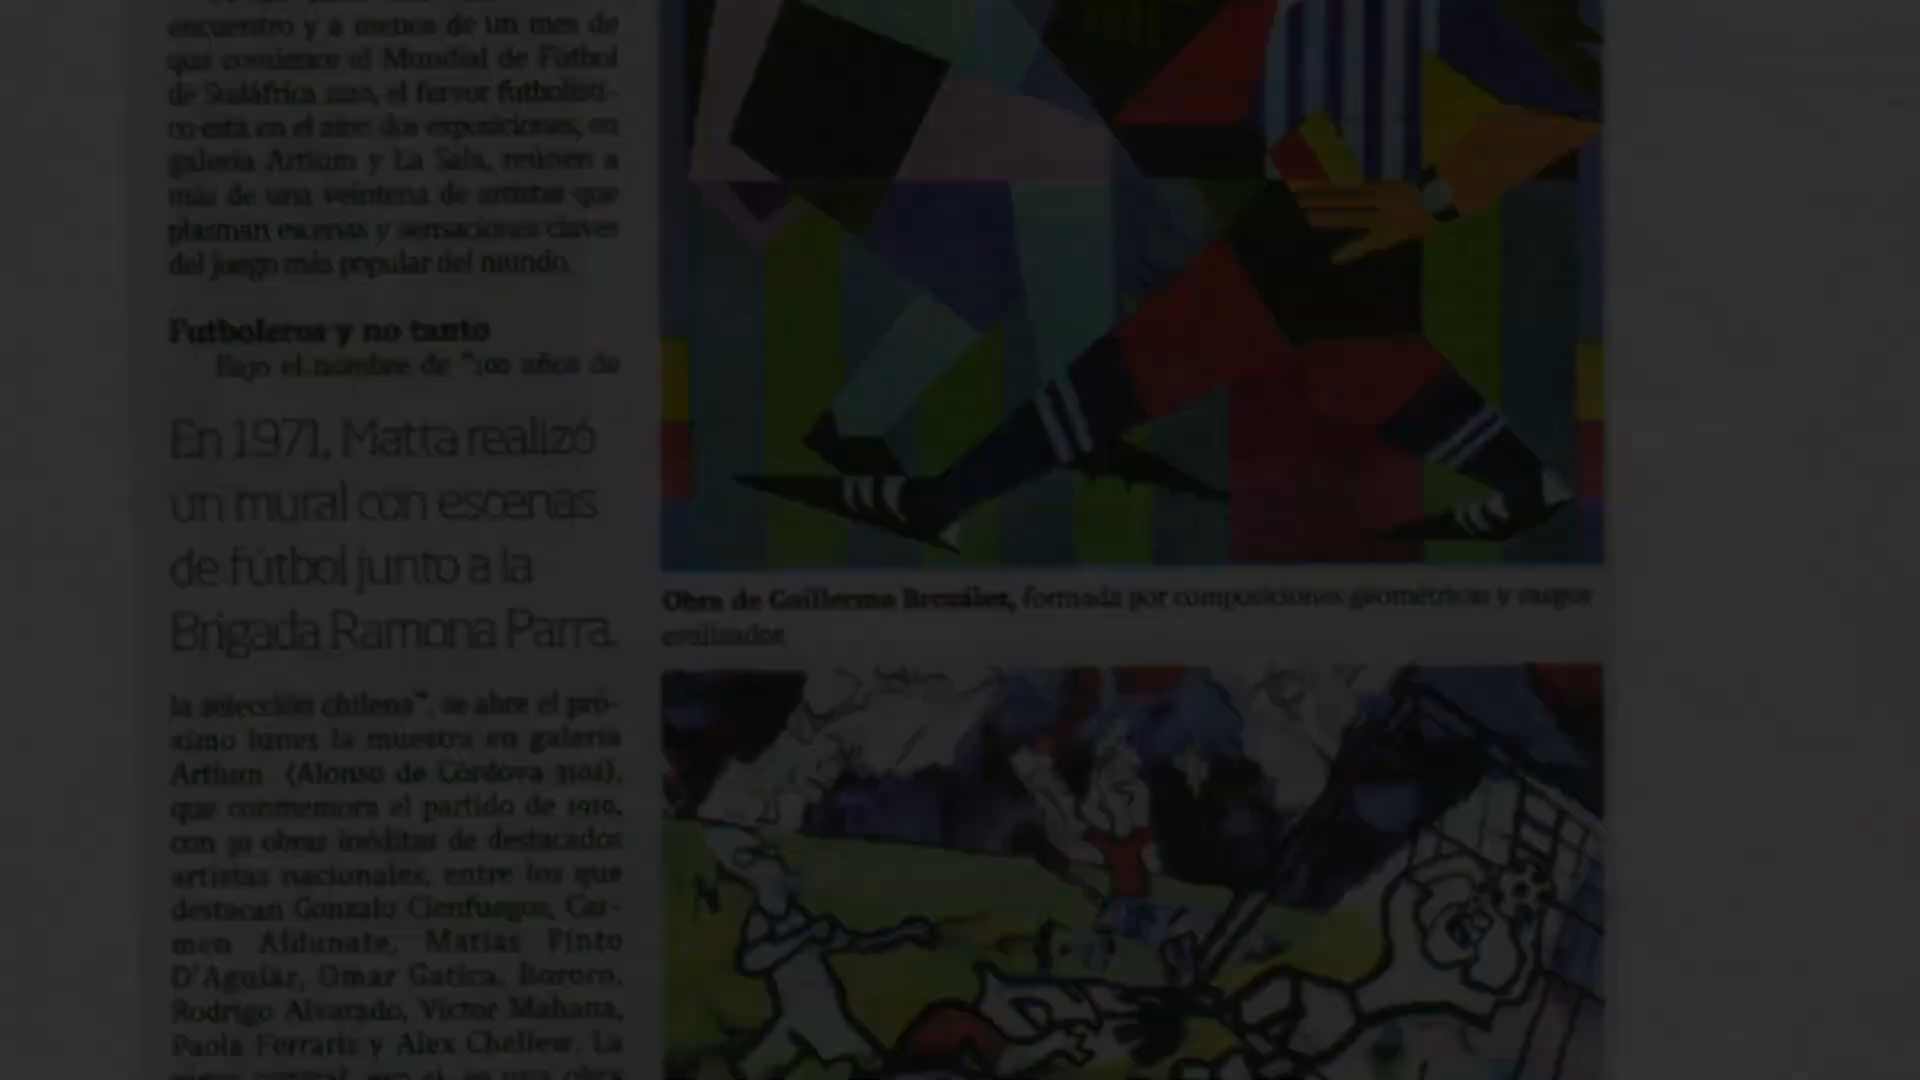 encuentro y a menos de un mes de
que comience el Mundial de Fútbol
de Sudáfrica 2010, el fervor futbolísti-
co está en el aire: dos exposiciones, en
galería Artium y La Sala, reúnen a
más de una veintena de artistas que
plasman escenas y sensaciones claves
del juego más popular del mundo.
Futboleros y no tanto
Bajo el nombre de "100 años de
En 1971, Matta realizó
un mural con escenas
de fútbol junto a la
Brigada Ramona Parra.
la selección chilena", se abre el pró-
ximo lunes la muestra en galería
Artium (Alonso de Córdova 3102),
que conmemora el partido de 1910,
con 30 obras inéditas de destacados
artistas nacionales, entre los que
destacan Gonzalo Cienfuegos, Car-
men Aldunate, Matías Pinto
D'Aguiar, Omar Gatica, Bororo,
Rodrigo Alvarado, Víctor Mahana,
Paola Ferraris y Alex Chellew. La
Obra de Guillermo formada por composiciones geométricas y rasgos
estilizados